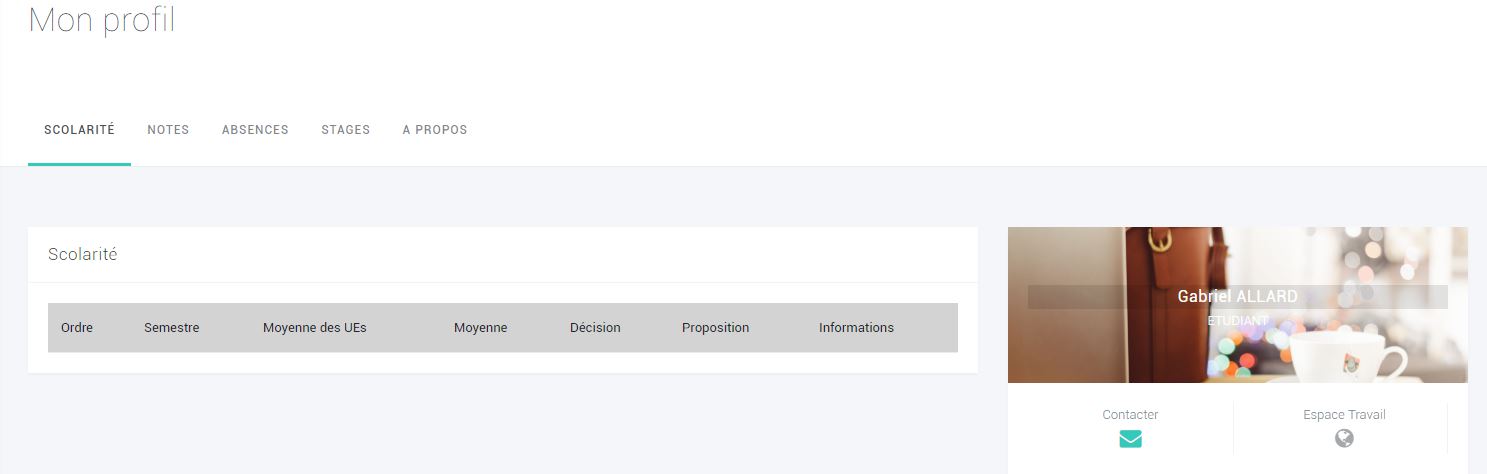 Mon profil
SCOLARITÉ NOTES ABSENCES STAGES A PROPOS
Scolarité
Ordre Semestre Moyenne des UEs Moyenne Décision Proposition Informations
Gabriel ALLARD
ETUDIANT
Contacter Espace Travail